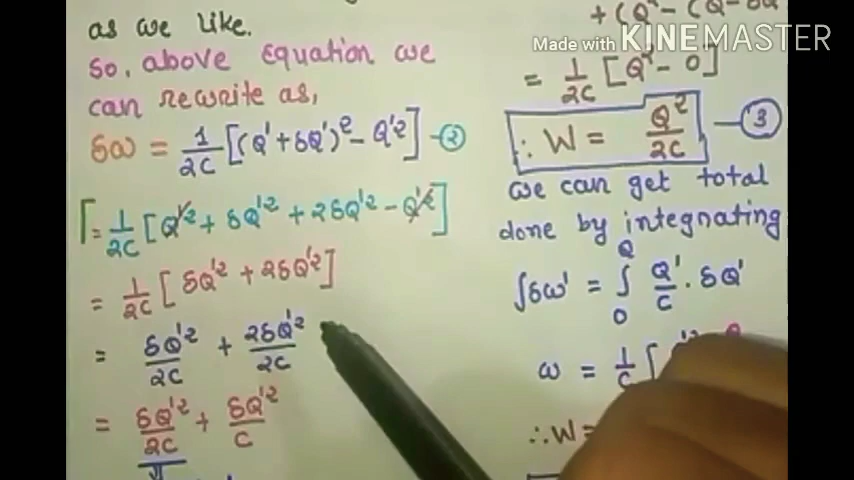 as we like.
So, above equation we
can rewrite as,
δω = 1/2C [(Q' + δQ')² - Q'²] -②
[= 1/2C [Q'² + δQ'² + 2δQ'² - Q'²]
= 1/2C [δQ'² + 2δQ'²]
= δQ'²/2C + 2δQ'²/2C
= δQ'²/2C + δQ'²/C
Made with KINEMASTER
= 1/2C [Q² - 0]
∴ W = Q²/2C -③
we can get total
done by integnating
∫δω' = ∫₀^Q Q'/C . δQ'
ω = 1/C [
∴ W =